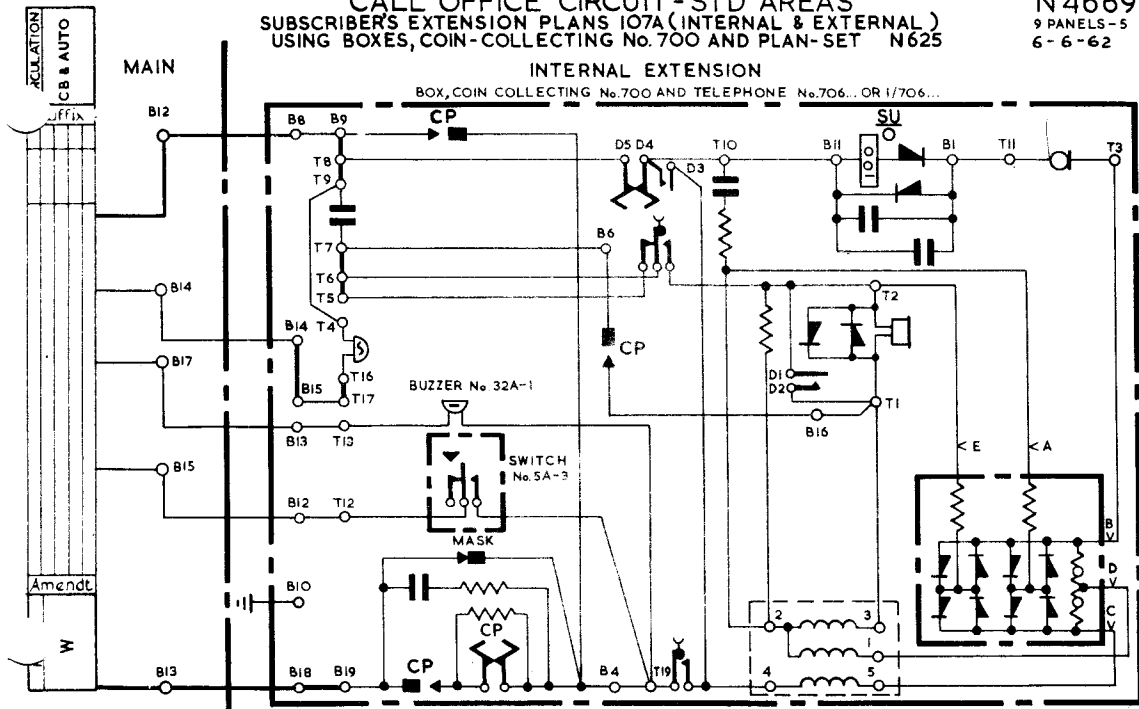 CALL OFFICE CIRCUIT-STD AREAS
SUBSCRIBER'S EXTENSION PLANS 107A (INTERNAL & EXTERNAL)
USING BOXES, COIN-COLLECTING No. 700 AND PLAN-SET N625
N4669
9 PANELS-5
6-6-62
CB & AUTO
MAIN
INTERNAL EXTENSION
BOX, COIN COLLECTING No.700 AND TELEPHONE No.706... OR 1/706...
B12
B8 B9 CP
D5 D4 D3
T10
B11 SU B1
T11
T3
T8
T9
T7
B6
T6
T5
T4
B14
B14
CP
T2
B17
T16
B15 T17
BUZZER No 32A-1
D1
D2
T1
B16
B13 T13
SWITCH
No. 5A-3
B15
B12 T12
E
A
MASK
B
V
D
V
C
V
Amendt
W
B10
2 3
1
CP
B13
B18 B19
CP
B4
T19
4 5